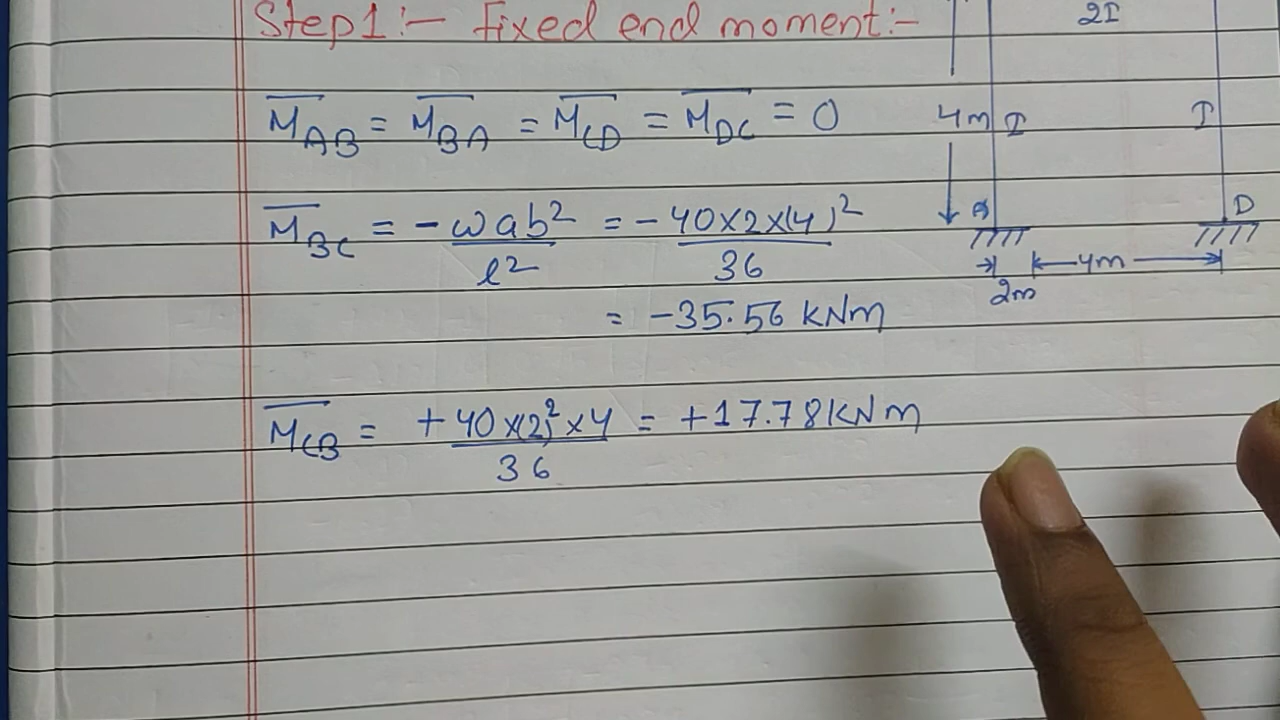 Step1:- Fixed end moment:-
2I
M̅AB = M̅BA = M̅CD = M̅DC = 0
4m I I
M̅BC = -wab²/l² = -40×2×(4)²/36
A D
4m
2m
= -35.56 kNm
M̅CB = +40×(2)²×4/36 = +17.78 kNm